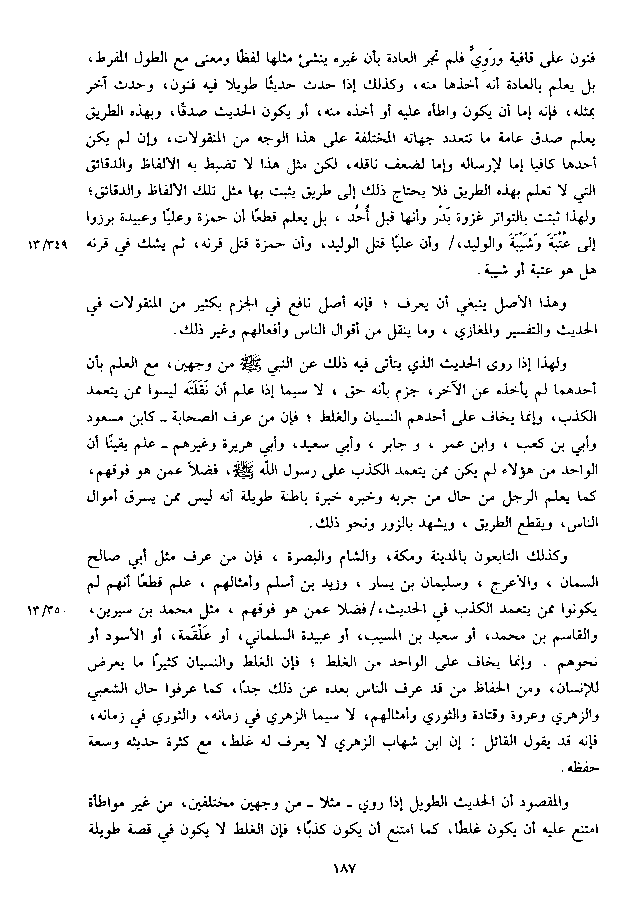 فنون على قافية ورَوِيٍّ فلم تجر العادة بأن غيره ينشئ مثلها لفظًا ومعنى مع الطول المفرط،
بل يعلم بالعادة أنه أخذها منه، وكذلك إذا حدث حديثًا طويلا فيه فنون، وحدث آخر
بمثله، فإنه إما أن يكون واطأه عليه أو أخذه منه، أو يكون الحديث صدقًا، وبهذه الطريق
يعلم صدق عامة ما تتعدد جهاته المختلفة على هذا الوجه من المنقولات، وإن لم يكن
أحدها كافيا إما لإرساله وإما لضعف ناقله، لكن مثل هذا لا تضبط به الألفاظ والدقائق
التي لا تعلم بهذه الطريق فلا يحتاج ذلك إلى طريق يثبت بها مثل تلك الألفاظ والدقائق؛
ولهذا ثبتت بالتواتر غزوة بَدْر وأنها قبل أُحُد ، بل يعلم قطعًا أن حمزة وعليًا وعبيدة برزوا
إلى عُتْبَةَ وَشَيْبَةَ والوليد،/ وأن عليًا قتل الوليد، وأن حمزة قتل قرنه، ثم يشك في قرنه ١٣/٣٤٩
هل هو عتبة أو شيبة.
وهذا الأصل ينبغي أن يعرف ؛ فإنه أصل نافع في الجزم بكثير من المنقولات في
الحديث والتفسير والمغازي ، وما ينقل من أقوال الناس وأفعالهم وغير ذلك.
ولهذا إذا روى الحديث الذي يتأتى فيه ذلك عن النبي ﷺ من وجهين، مع العلم بأن
أحدهما لم يأخذه عن الآخر، جزم بأنه حق ، لا سيما إذا علم أن نَقَلَتَه ليسوا ممن يتعمد
الكذب، وإنما يخاف على أحدهم النسيان والغلط ؛ فإن من عرف الصحابة ـ كابن مسعود
وأبي بن كعب ، وابن عمر ، و جابر ، وأبي سعيد، وأبي هريرة وغيرهم ـ علم يقينًا أن
الواحد من هؤلاء لم يكن ممن يتعمد الكذب على رسول الله ﷺ، فضلاً عمن هو فوقهم،
كما يعلم الرجل من حال من جربه وخبره خبرة باطنة طويلة أنه ليس ممن يسرق أموال
الناس، ويقطع الطريق ، ويشهد بالزور ونحو ذلك.
وكذلك التابعون بالمدينة ومكة، والشام والبصرة ، فإن من عرف مثل أبي صالح
السمان ، والأعرج ، وسليمان بن يسار ، وزيد بن أسلم وأمثالهم ، علم قطعًا أنهم لم
يكونوا ممن يتعمد الكذب في الحديث،/ فضلا عمن هو فوقهم ، مثل محمد بن سيرين، ١٣/٣٥٠
والقاسم بن محمد، أو سعيد بن المسيب، أو عبيدة السلماني، أو عَلْقَمة، أو الأسود أو
نحوهم . وإنما يخاف على الواحد من الغلط ؛ فإن الغلط والنسيان كثيرًا ما يعرض
للإنسان، ومن الحفاظ من قد عرف الناس بعده عن ذلك جدًا، كما عرفوا حال الشعبي
والزهري وعروة وقتادة والثوري وأمثالهم، لا سيما الزهري في زمانه، والثوري في زمانه،
فإنه قد يقول القائل : إن ابن شهاب الزهري لا يعرف له غلط، مع كثرة حديثه وسعة
حفظه.
والمقصود أن الحديث الطويل إذا روي ـ مثلا ـ من وجهين مختلفين، من غير مواطأة
امتنع عليه أن يكون غلطًا، كما امتنع أن يكون كذبًا؛ فإن الغلط لا يكون في قصة طويلة
١٨٧